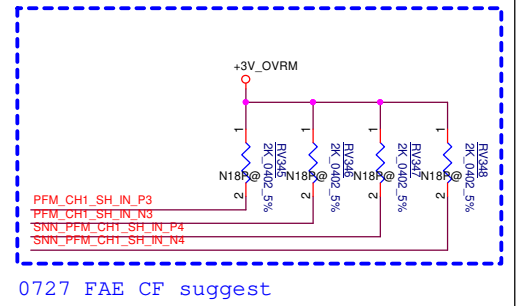 +3V_OVRM
1
1
1
1
RV345
2K_0402_5%
N18P@
RV346
2K_0402_5%
N18P@
RV347
2K_0402_5%
N18P@
RV348
2K_0402_5%
N18P@
2
2
2
2
PFM_CH1_SH_IN_P3
PFM_CH1_SH_IN_N3
SNN_PFM_CH1_SH_IN_P4
SNN_PFM_CH1_SH_IN_N4
0727 FAE CF suggest